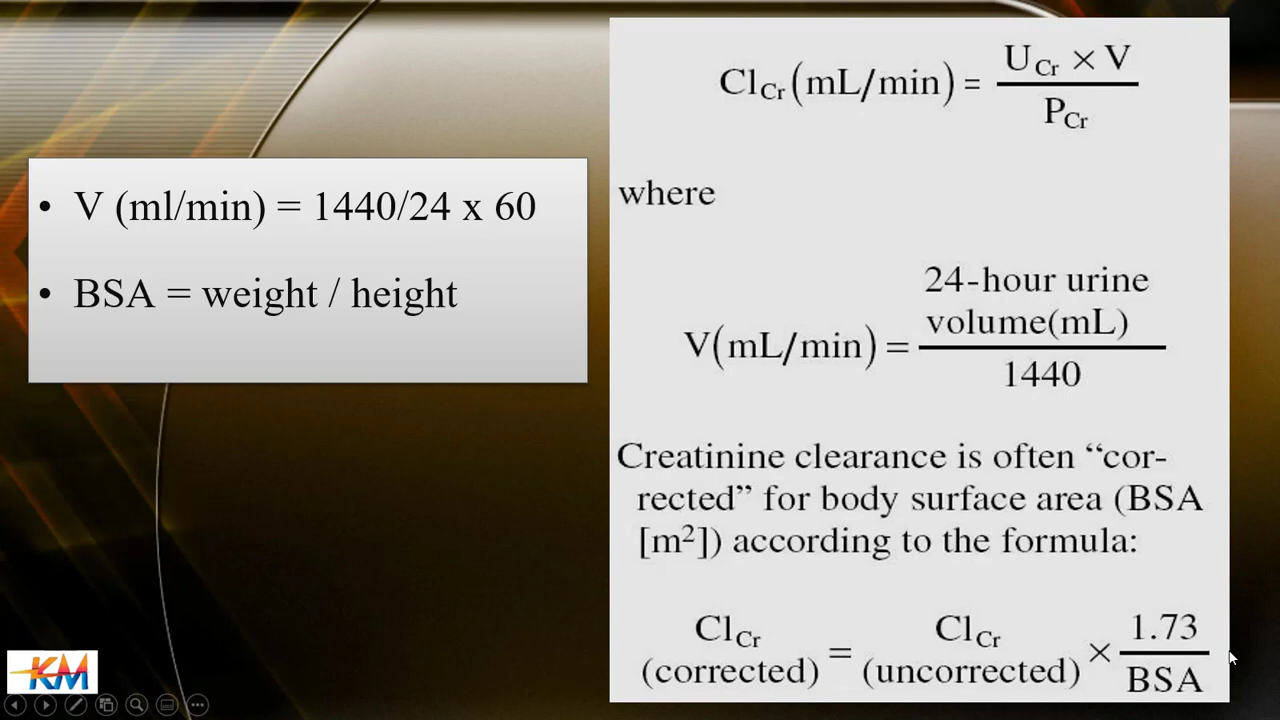 • V (ml/min) = 1440/24 x 60
• BSA = weight / height
Cl_Cr(mL/min) = U_Cr × V / P_Cr
where
V(mL/min) = 24-hour urine volume(mL) / 1440
Creatinine clearance is often “cor-
rected” for body surface area (BSA
[m²]) according to the formula:
Cl_Cr (corrected) = Cl_Cr (uncorrected) × 1.73 / BSA
KM